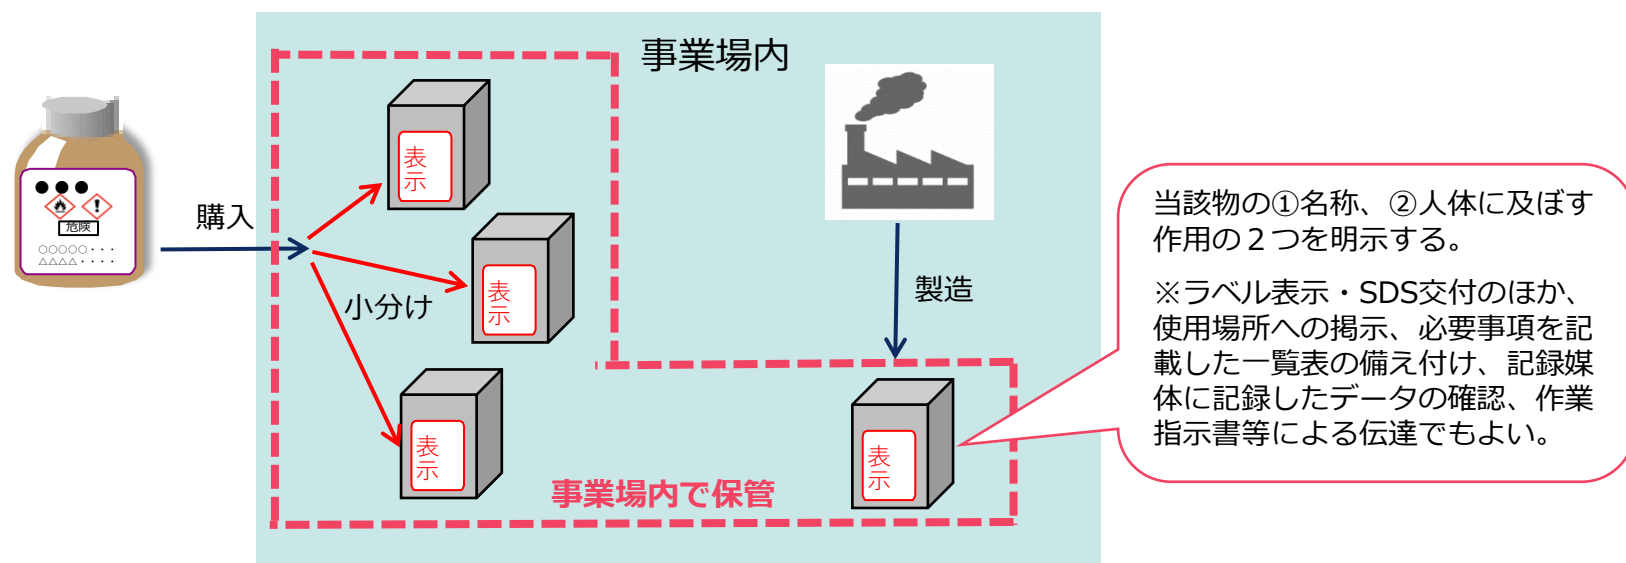 事業場内
●●●
危険
○○○○○・・・
△△△△・・・・
購入
小分け
表示
表示
表示
製造
表示
事業場内で保管
当該物の①名称、②人体に及ぼす
作用の２つを明示する。
※ラベル表示・SDS交付のほか、
使用場所への掲示、必要事項を記
載した一覧表の備え付け、記録媒
体に記録したデータの確認、作業
指示書等による伝達でもよい。